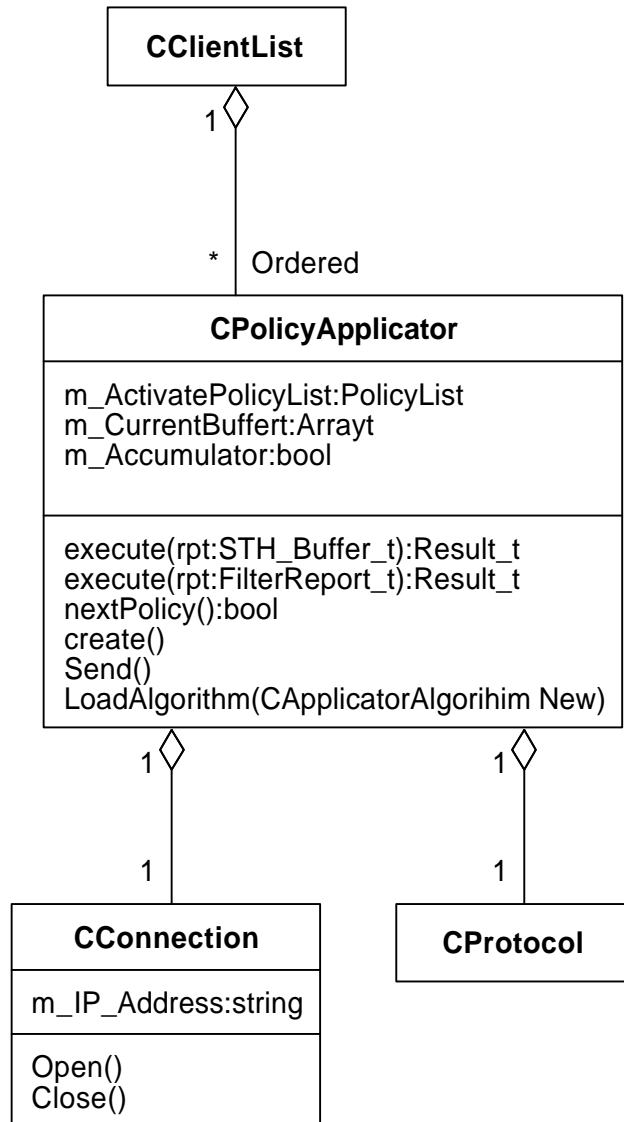 CClientList
1
* Ordered
CPolicyApplicator
m_ActivatePolicyList:PolicyList
m_CurrentBuffert:Arrayt
m_Accumulator:bool
execute(rpt:STH_Buffer_t):Result_t
execute(rpt:FilterReport_t):Result_t
nextPolicy():bool
create()
Send()
LoadAlgorithm(CApplicatorAlgorihim New)
1 1
1 1
CConnection
CProtocol
m_IP_Address:string
Open()
Close()